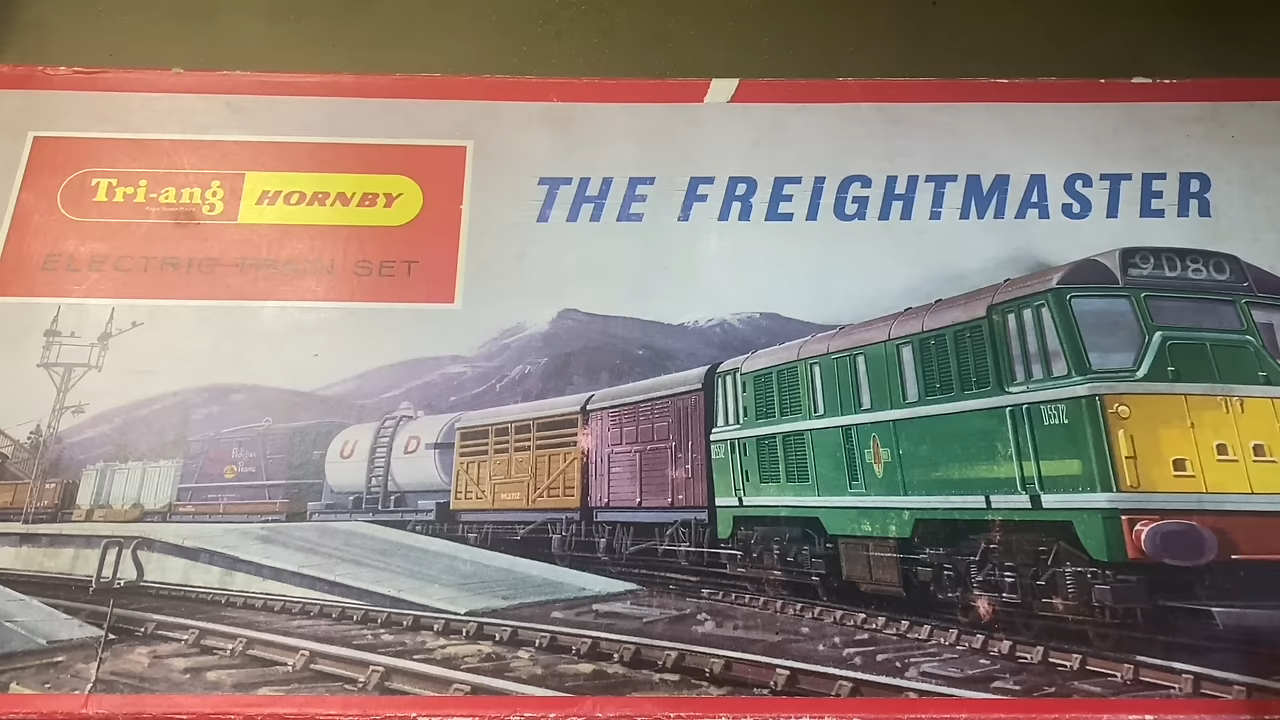 Tri-ang HORNBY
ELECTRIC TRAIN SET
THE FREIGHTMASTER
9D80
D5572
U D